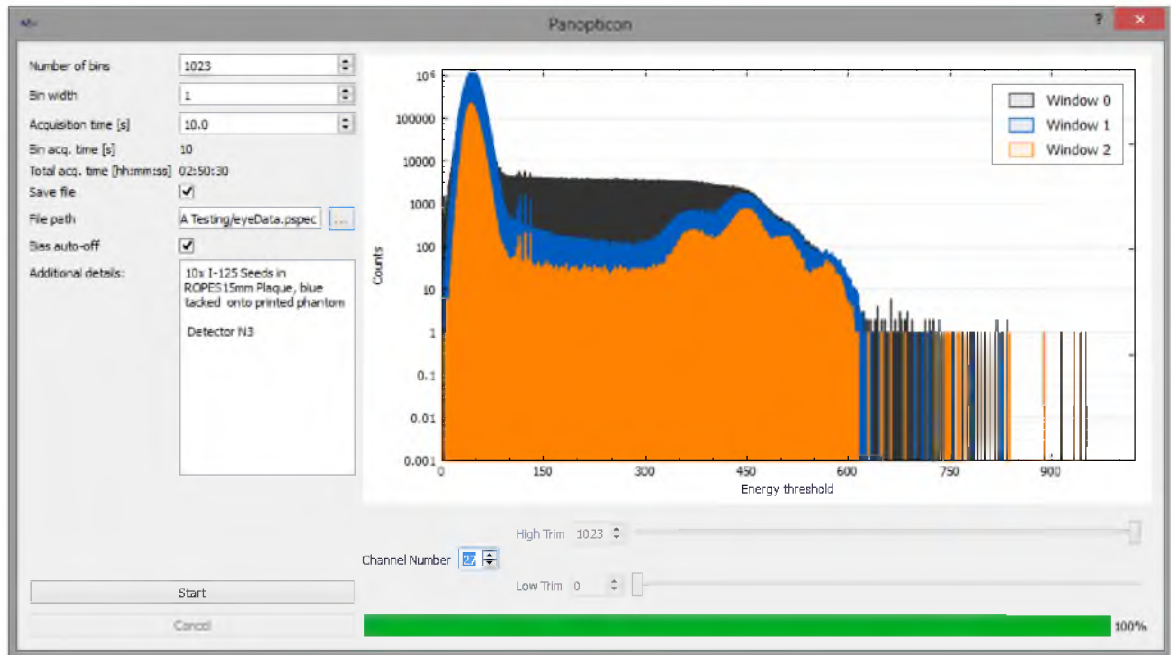 Panopticon
?
Number of bins 1023
Bin width 1
Acquisition time [s] 10.0
Bin acq. time [s] 10
Total acq. time [hh:mm:ss] 02:50:30
Save file
File path A Testing/eyeData.pspec ...
Bias auto-off
Additional details:
10x I-125 Seeds in
ROPES15mm Plaque, blue
tacked onto printed phantom
Detector N3
Start
Cancel
Counts
10⁶
100000
10000
1000
100
10
1
0.1
0.01
0.001
0 150 300 450 600 750 900
Energy threshold
Window 0
Window 1
Window 2
High Trim 1023
Channel Number 27
Low Trim 0
100%